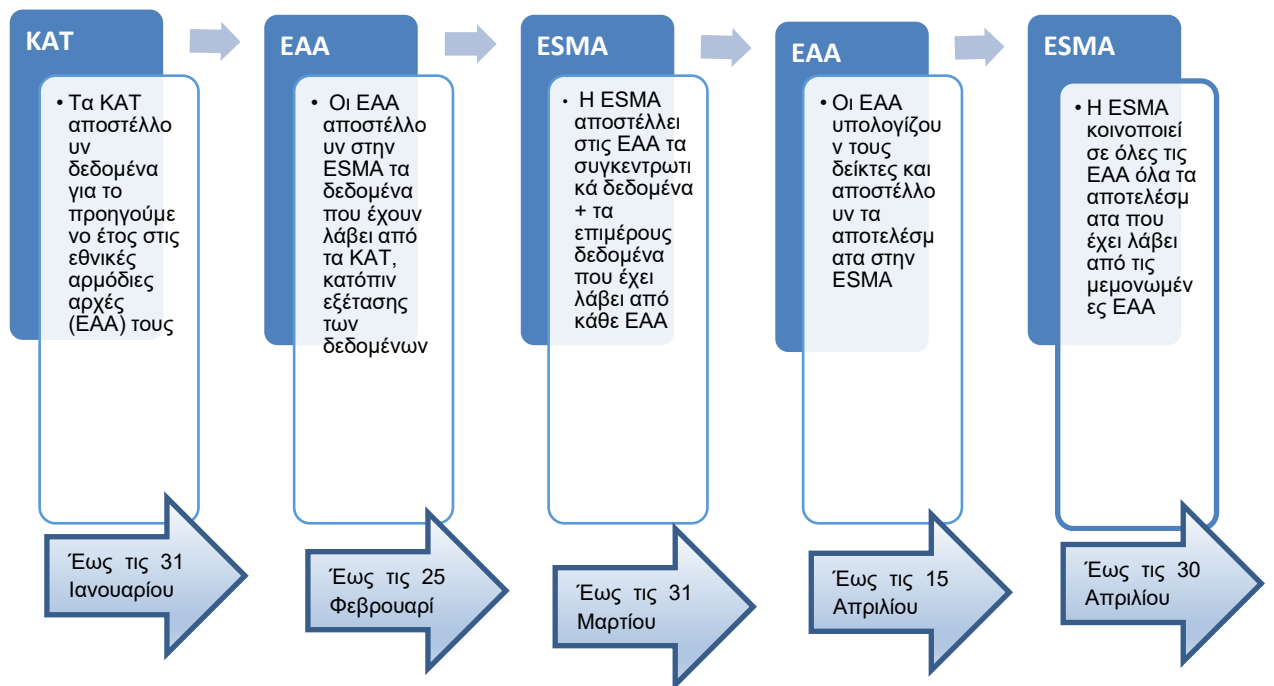 ΚΑΤ
• Τα ΚΑΤ
αποστέλλο
υν
δεδομένα
για το
προηγούμε
νο έτος στις
εθνικές
αρμόδιες
αρχές
(ΕΑΑ) τους
Έως τις 31
Ιανουαρίου
ΕΑΑ
• Οι ΕΑΑ
αποστέλλο
υν στην
ESMA τα
δεδομένα
που έχουν
λάβει από
τα ΚΑΤ,
κατόπιν
εξέτασης
των
δεδομένων
Έως τις 25
Φεβρουαρί
ESMA
• Η ESMA
αποστέλλει
στις ΕΑΑ τα
συγκεντρωτι
κά δεδομένα
+ τα
επιμέρους
δεδομένα
που έχει
λάβει από
κάθε ΕΑΑ
Έως τις 31
Μαρτίου
ΕΑΑ
• Οι ΕΑΑ
υπολογίζου
ν τους
δείκτες και
αποστέλλο
υν τα
αποτελέσμ
ατα στην
ESMA
Έως τις 15
Απριλίου
ESMA
• Η ESMA
κοινοποιεί
σε όλες τις
ΕΑΑ όλα τα
αποτελέσμ
ατα που
έχει λάβει
από τις
μεμονωμέν
ες ΕΑΑ
Έως τις 30
Απριλίου